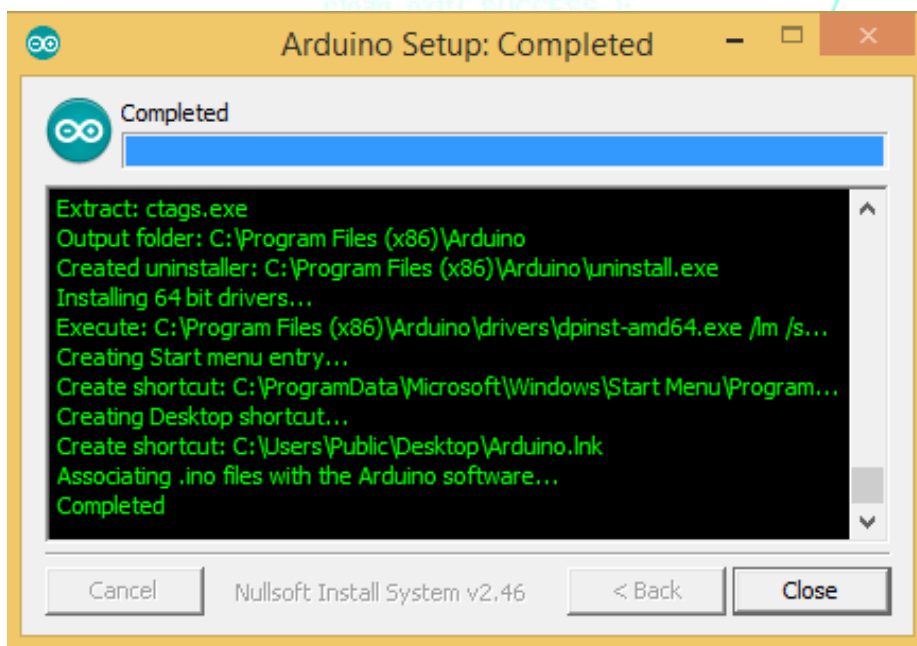 clean_exit( SUCCESS );
Arduino Setup: Completed
Completed
Extract: ctags.exe
Output folder: C:\Program Files (x86)\Arduino
Created uninstaller: C:\Program Files (x86)\Arduino\uninstall.exe
Installing 64 bit drivers...
Execute: C:\Program Files (x86)\Arduino\drivers\dpinst-amd64.exe /lm /s...
Creating Start menu entry...
Create shortcut: C:\ProgramData\Microsoft\Windows\Start Menu\Program...
Creating Desktop shortcut...
Create shortcut: C:\Users\Public\Desktop\Arduino.lnk
Associating .ino files with the Arduino software...
Completed
Cancel
Nullsoft Install System v2.46
< Back
Close